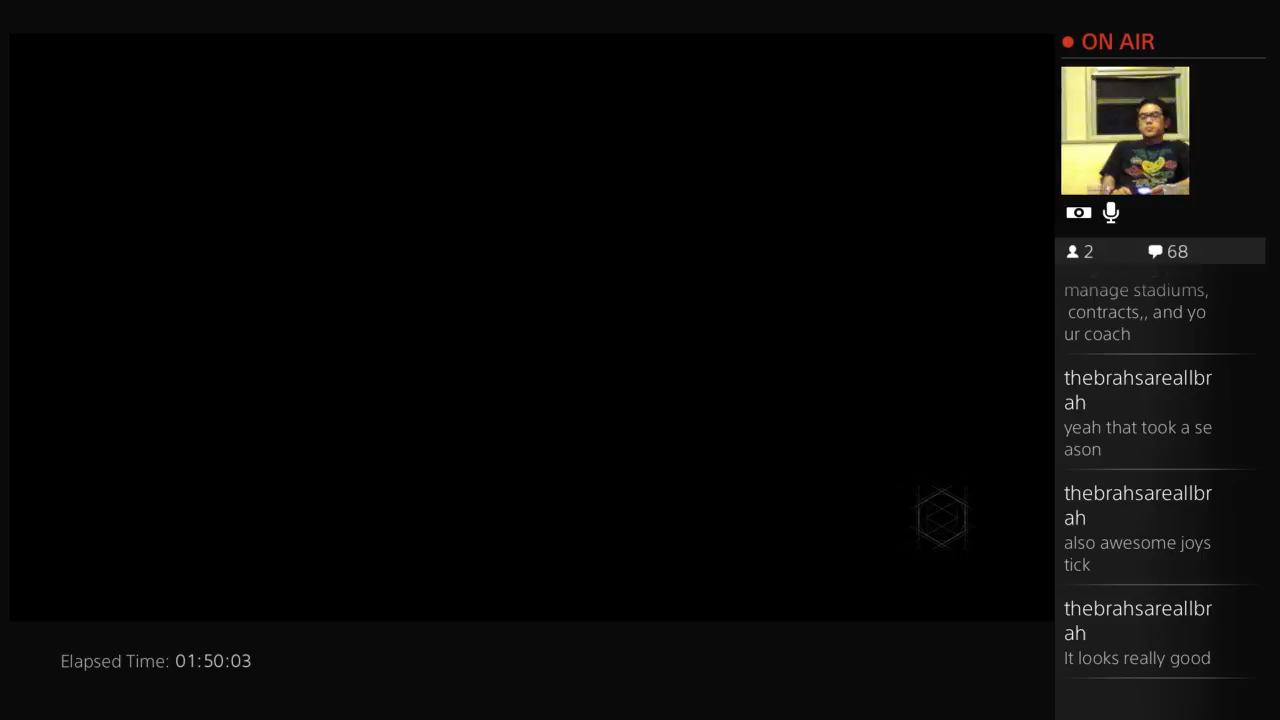 ON AIR
2 68
manage stadiums,
contracts,, and yo
ur coach
thebrahsareallbr
ah
yeah that took a se
ason
thebrahsareallbr
ah
also awesome joys
tick
thebrahsareallbr
ah
It looks really good
Elapsed Time: 01:50:03